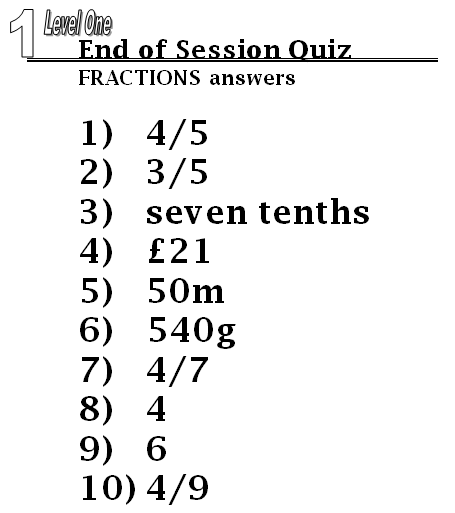 1 Level One
End of Session Quiz
FRACTIONS answers
1) 4/5
2) 3/5
3) seven tenths
4) £21
5) 50m
6) 540g
7) 4/7
8) 4
9) 6
10) 4/9